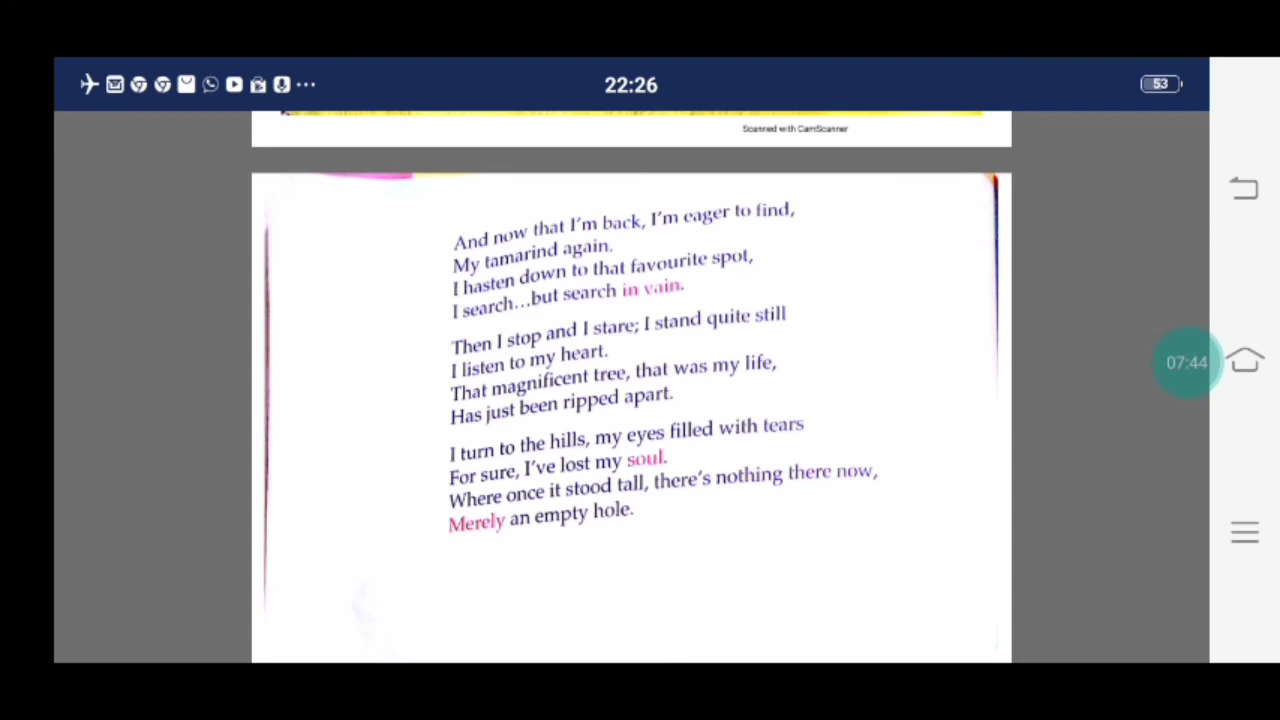 22:26
53
Scanned with CamScanner
And now that I'm back, I'm eager to find,
My tamarind again.
I hasten down to that favourite spot,
I search...but search in vain.
Then I stop and I stare; I stand quite still
I listen to my heart.
That magnificent tree, that was my life,
Has just been ripped apart.
I turn to the hills, my eyes filled with tears
For sure, I've lost my soul.
Where once it stood tall, there's nothing there now,
Merely an empty hole.
07:44